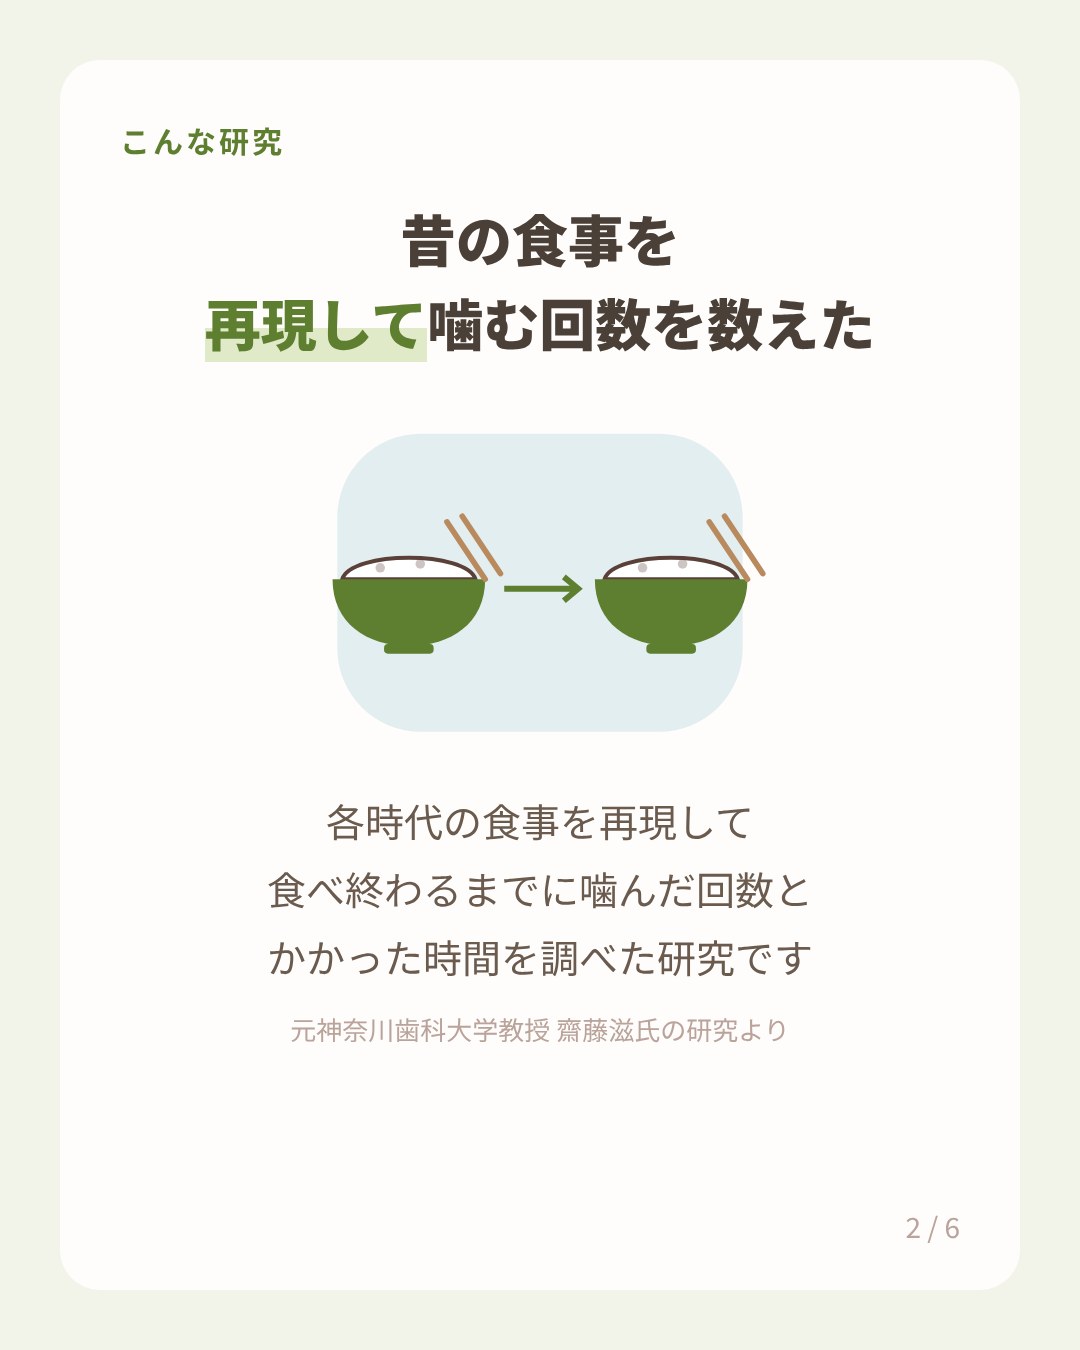 こんな研究
昔の食事を
再現して噛む回数を数えた
各時代の食事を再現して
食べ終わるまでに噛んだ回数と
かかった時間を調べた研究です
元神奈川歯科大学教授 齋藤滋氏の研究より
2 / 6